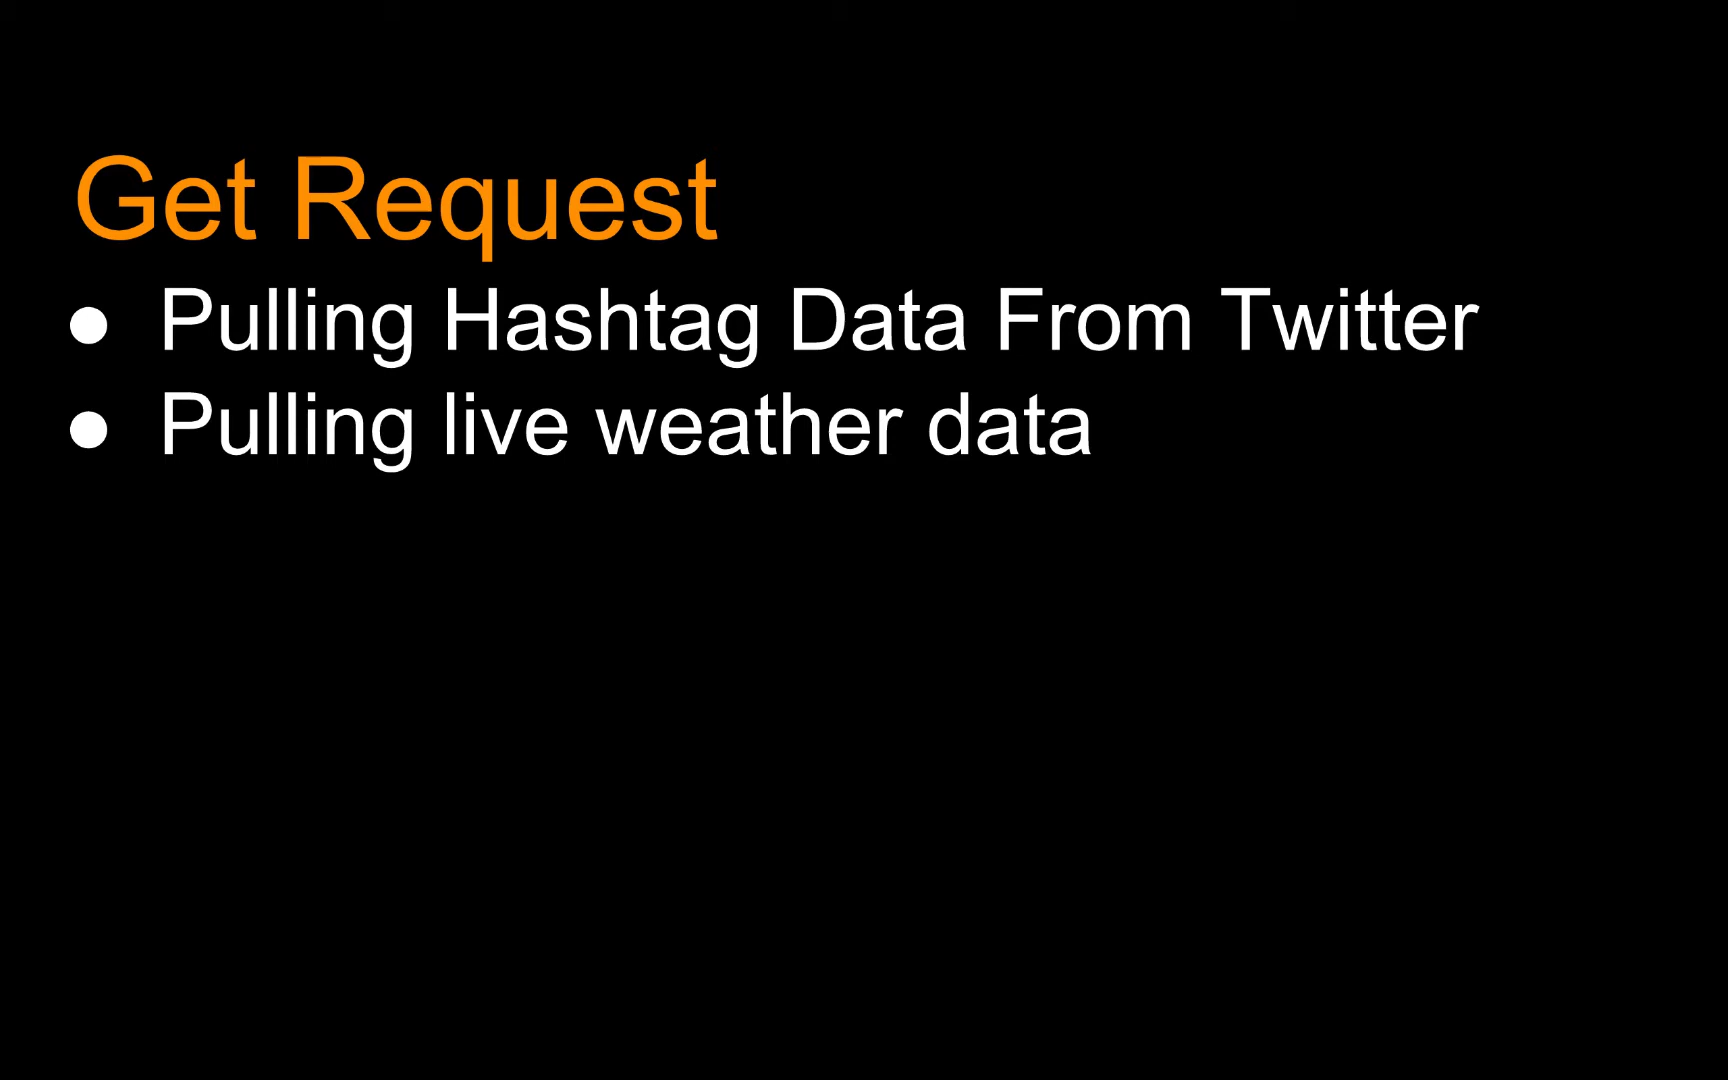 Get Request
● Pulling Hashtag Data From Twitter
● Pulling live weather data